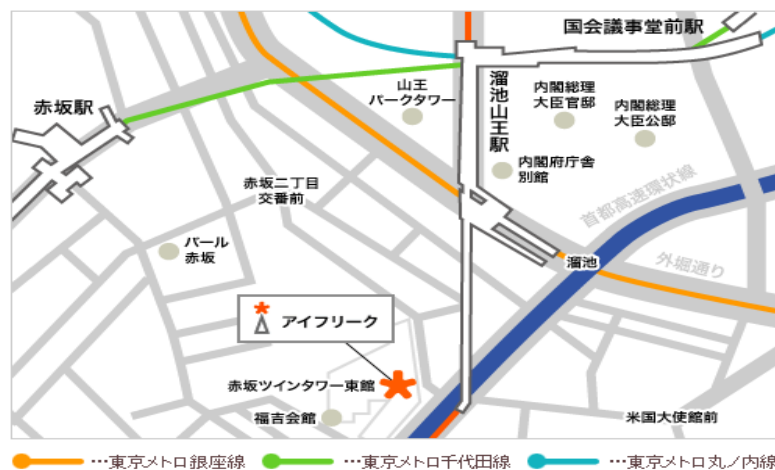 国会議事堂前駅
山王
パークタワー
溜池山王駅
内閣総理
大臣官邸
内閣総理
大臣公邸
赤坂駅
内閣府庁舎
別館
赤坂二丁目
交番前
首都高速環状線
パール
赤坂
溜池
外堀通り
アイフリーク
赤坂ツインタワー東館
福吉会館
米国大使館前
…東京メトロ銀座線
…東京メトロ千代田線
…東京メトロ丸ノ内線